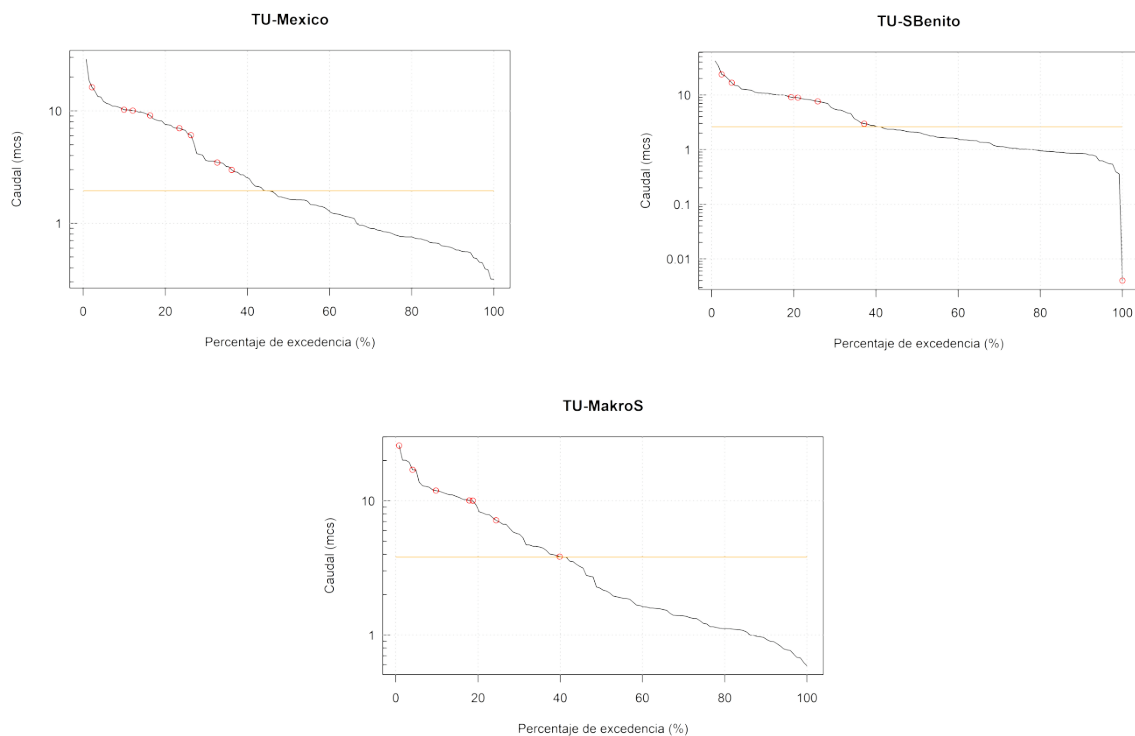 TU-Mexico
10
1
Caudal (mcs)
0 20 40 60 80 100
Percentaje de excedencia (%)
TU-SBenito
10
1
0.1
0.01
Caudal (mcs)
0 20 40 60 80 100
Percentaje de excedencia (%)
TU-MakroS
10
1
Caudal (mcs)
0 20 40 60 80 100
Percentaje de excedencia (%)